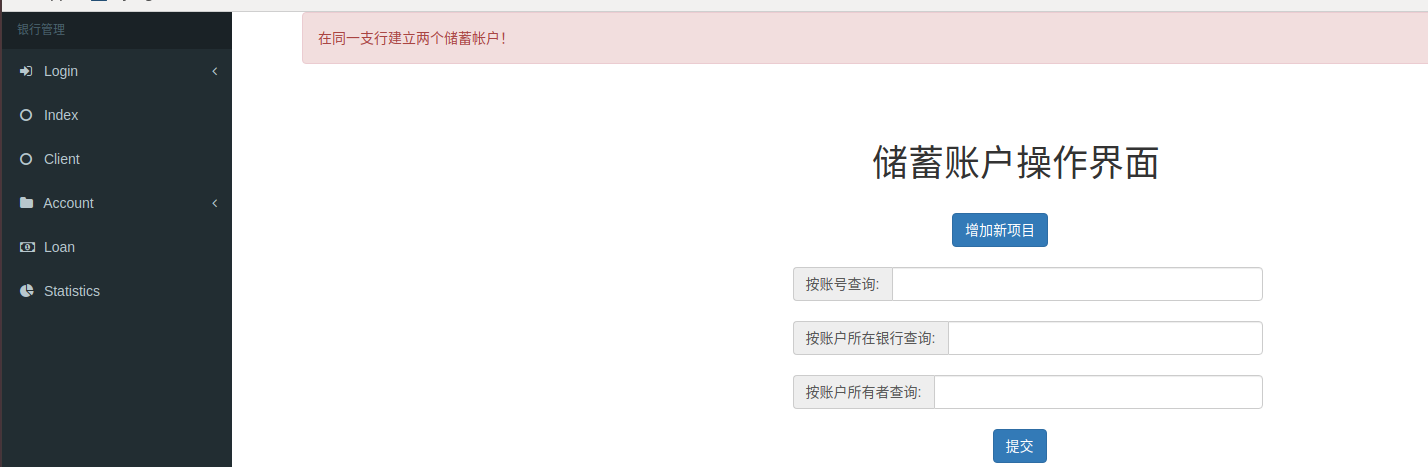 银行管理
Login
Index
Client
Account
Loan
Statistics
在同一支行建立两个储蓄帐户！
储蓄账户操作界面
增加新项目
按账号查询:
按账户所在银行查询:
按账户所有者查询:
提交